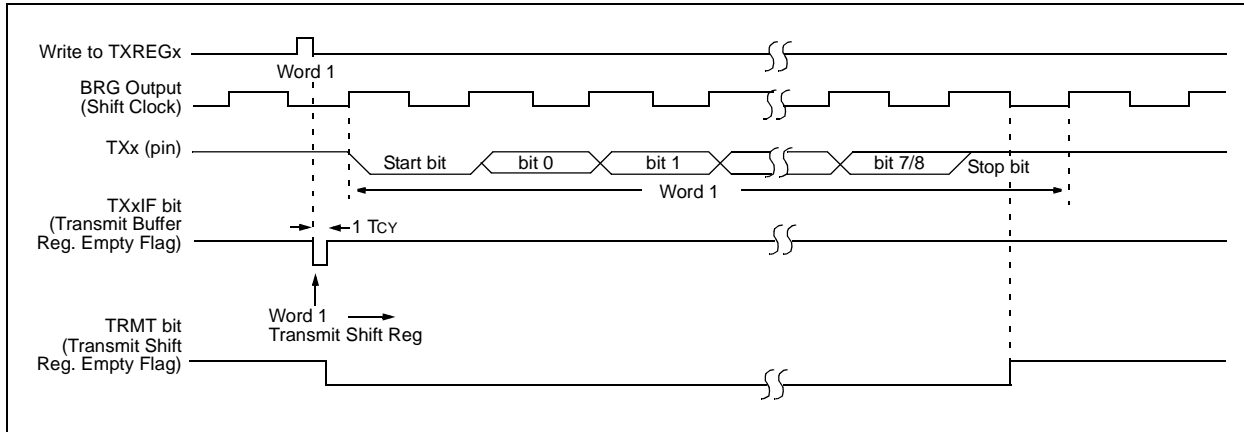 Write to TXREGx
Word 1
BRG Output
(Shift Clock)
TXx (pin)
Start bit
bit 0
bit 1
bit 7/8
Stop bit
Word 1
TXxIF bit
(Transmit Buffer
Reg. Empty Flag)
1 TCY
Word 1
Transmit Shift Reg
TRMT bit
(Transmit Shift
Reg. Empty Flag)